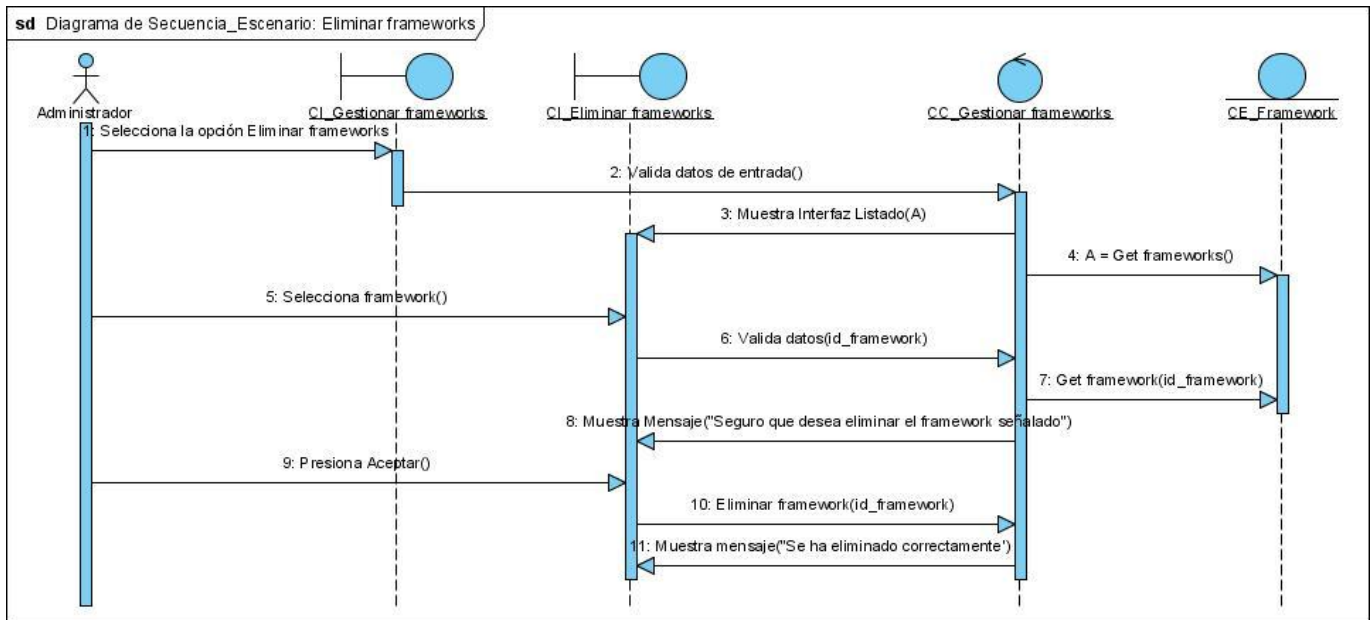 sd Diagrama de Secuencia_Escenario: Eliminar frameworks
Administrador
CI_Gestionar frameworks
CI_Eliminar frameworks
CC_Gestionar frameworks
CE_Framework
1: Selecciona la opción Eliminar frameworks
2: Valida datos de entrada()
3: Muestra Interfaz Listado(A)
4: A = Get frameworks()
5: Selecciona framework()
6: Valida datos(id_framework)
7: Get framework(id_framework)
8: Muestra Mensaje("Seguro que desea eliminar el framework señalado")
9: Presiona Aceptar()
10: Eliminar framework(id_framework)
11: Muestra mensaje("Se ha eliminado correctamente")